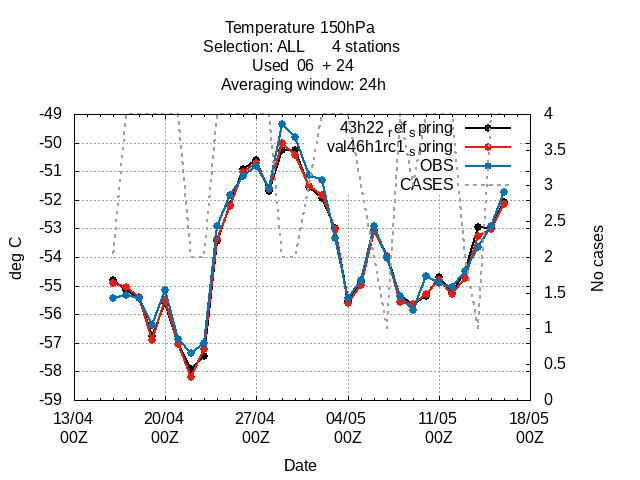 Temperature 150hPa
Selection: ALL 4 stations
Used 06 + 24
Averaging window: 24h
43h22_ref_spring
val46h1rc1_spring
OBS
CASES
-49
-50
-51
-52
-53
-54
-55
-56
-57
-58
-59
deg C
4
3.5
3
2.5
2
1.5
1
0.5
0
No cases
13/04 20/04 27/04 04/05 11/05 18/05
00Z 00Z 00Z 00Z 00Z 00Z
Date